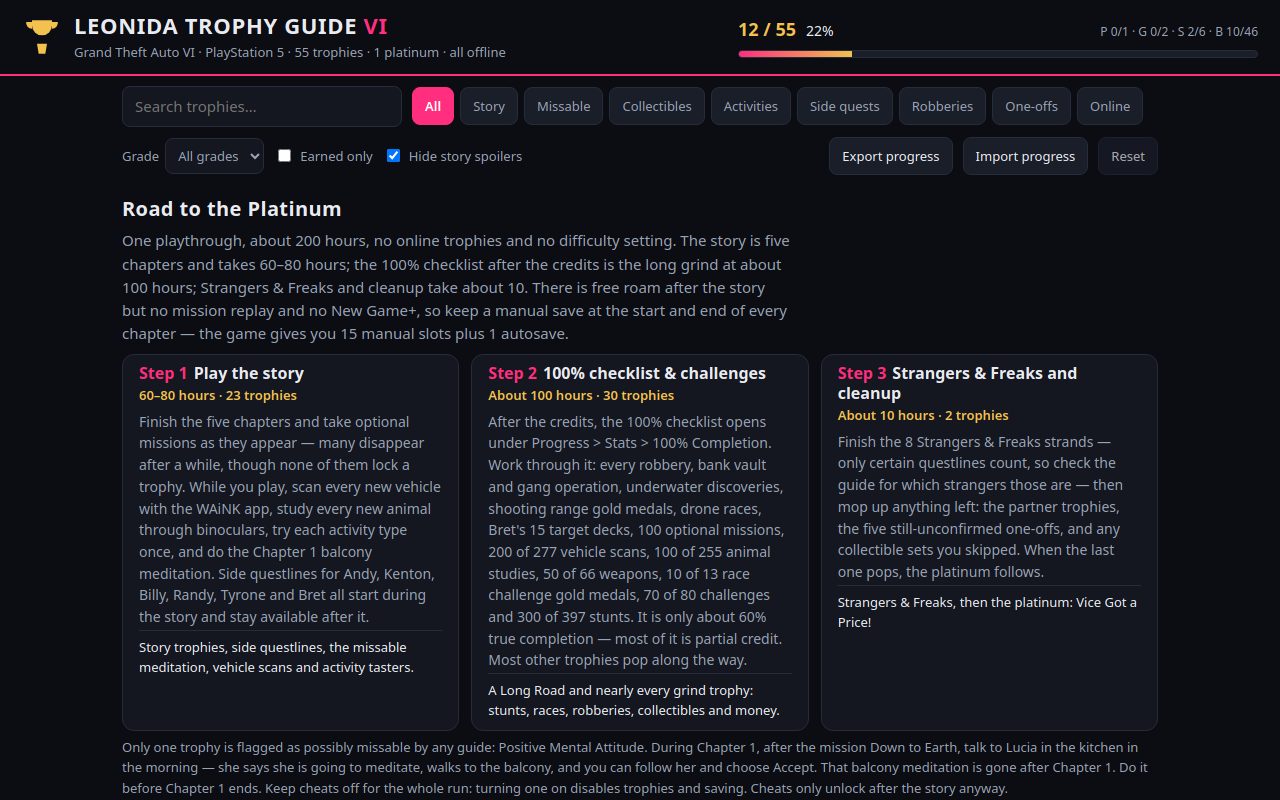 LEONIDA TROPHY GUIDE VI
Grand Theft Auto VI · PlayStation 5 · 55 trophies · 1 platinum · all offline
12 / 55 22%
P 0/1 · G 0/2 · S 2/6 · B 10/46
Search trophies…
All
Story
Missable
Collectibles
Activities
Side quests
Robberies
One-offs
Online
Grade
All grades
Earned only
Hide story spoilers
Export progress
Import progress
Reset
Road to the Platinum
One playthrough, about 200 hours, no online trophies and no difficulty setting. The story is five
chapters and takes 60–80 hours; the 100% checklist after the credits is the long grind at about
100 hours; Strangers & Freaks and cleanup take about 10. There is free roam after the story
but no mission replay and no New Game+, so keep a manual save at the start and end of every
chapter — the game gives you 15 manual slots plus 1 autosave.
Step 1 Play the story
60–80 hours · 23 trophies
Finish the five chapters and take optional
missions as they appear — many disappear
after a while, though none of them lock a
trophy. While you play, scan every new vehicle
with the WAiNK app, study every new animal
through binoculars, try each activity type
once, and do the Chapter 1 balcony
meditation. Side questlines for Andy, Kenton,
Billy, Randy, Tyrone and Bret all start during
the story and stay available after it.
Story trophies, side questlines, the missable
meditation, vehicle scans and activity tasters.
Step 2 100% checklist & challenges
About 100 hours · 30 trophies
After the credits, the 100% checklist opens
under Progress > Stats > 100% Completion.
Work through it: every robbery, bank vault
and gang operation, underwater discoveries,
shooting range gold medals, drone races,
Bret's 15 target decks, 100 optional missions,
200 of 277 vehicle scans, 100 of 255 animal
studies, 50 of 66 weapons, 10 of 13 race
challenge gold medals, 70 of 80 challenges
and 300 of 397 stunts. It is only about 60%
true completion — most of it is partial credit.
Most other trophies pop along the way.
A Long Road and nearly every grind trophy:
stunts, races, robberies, collectibles and money.
Step 3 Strangers & Freaks and
cleanup
About 10 hours · 2 trophies
Finish the 8 Strangers & Freaks strands —
only certain questlines count, so check the
guide for which strangers those are — then
mop up anything left: the partner trophies,
the five still-unconfirmed one-offs, and any
collectible sets you skipped. When the last
one pops, the platinum follows.
Strangers & Freaks, then the platinum: Vice Got a
Price!
Only one trophy is flagged as possibly missable by any guide: Positive Mental Attitude. During Chapter 1, after the mission Down to Earth, talk to Lucia in the kitchen in
the morning — she says she is going to meditate, walks to the balcony, and you can follow her and choose Accept. That balcony meditation is gone after Chapter 1. Do it
before Chapter 1 ends. Keep cheats off for the whole run: turning one on disables trophies and saving. Cheats only unlock after the story anyway.